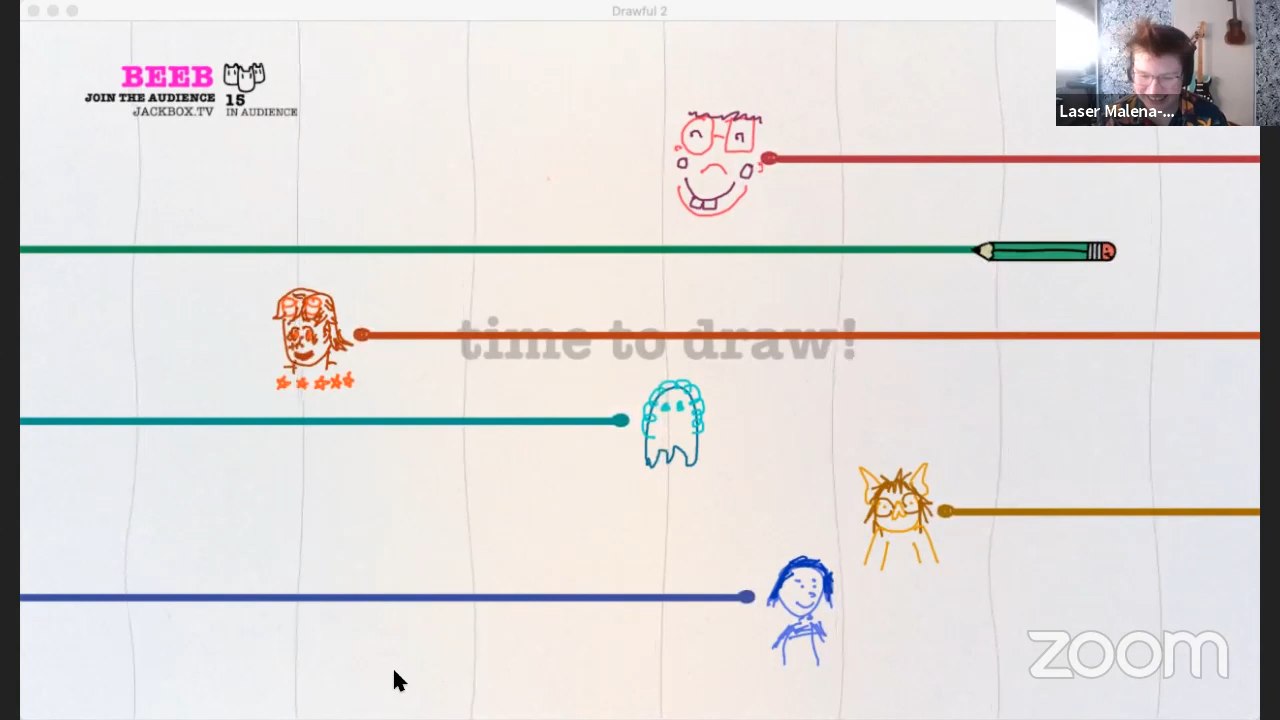 Drawful 2
BEEB
JOIN THE AUDIENCE
JACKBOX.TV
15
IN AUDIENCE
Laser Malena-...
time to draw!
zoom